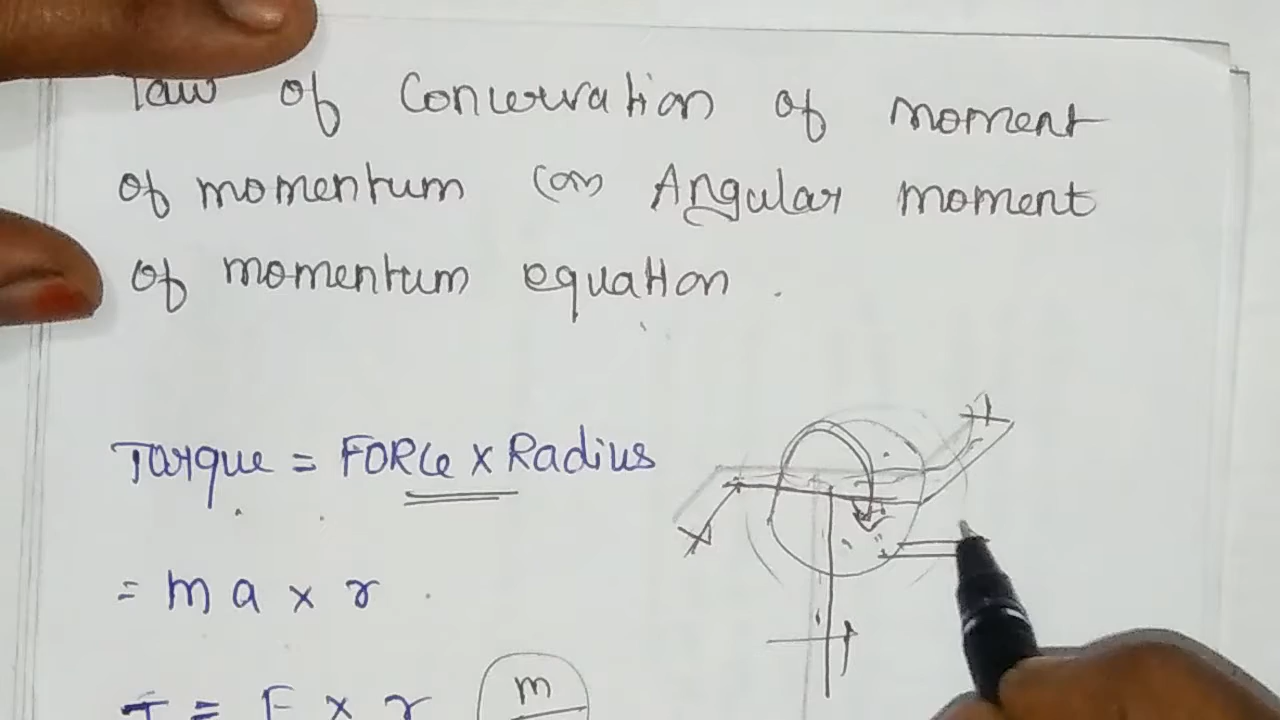 law of Conservation of moment
of momentum (or) Angular moment
of momentum equation.
Torque = FORCe x Radius
= m a x r
T = F x r
m